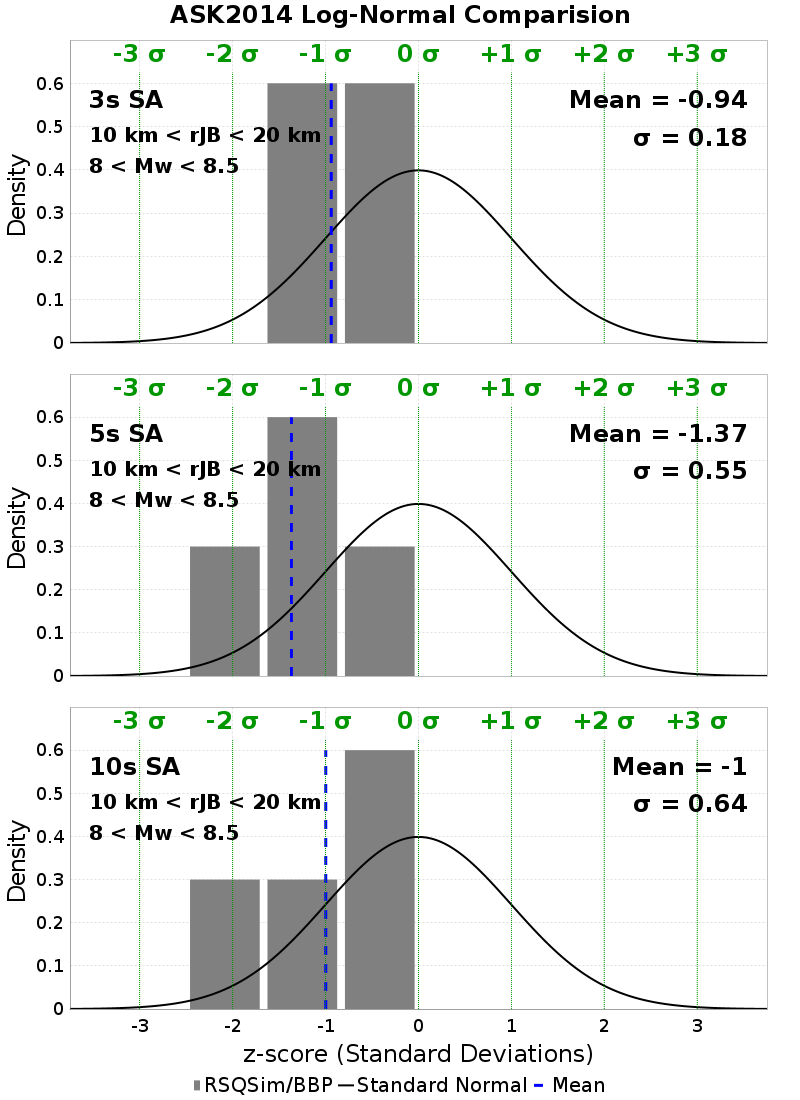 ASK2014 Log-Normal Comparision
-3 σ -2 σ -1 σ 0 σ +1 σ +2 σ +3 σ
3s SA
10 km < rJB < 20 km
8 < Mw < 8.5
Mean = -0.94
σ = 0.18
Density
0.6
0.5
0.4
0.3
0.2
0.1
0
-3 σ -2 σ -1 σ 0 σ +1 σ +2 σ +3 σ
5s SA
10 km < rJB < 20 km
8 < Mw < 8.5
Mean = -1.37
σ = 0.55
Density
0.6
0.5
0.4
0.3
0.2
0.1
0
-3 σ -2 σ -1 σ 0 σ +1 σ +2 σ +3 σ
10s SA
10 km < rJB < 20 km
8 < Mw < 8.5
Mean = -1
σ = 0.64
Density
0.6
0.5
0.4
0.3
0.2
0.1
0
-3 -2 -1 0 1 2 3
z-score (Standard Deviations)
RSQSim/BBP Standard Normal Mean